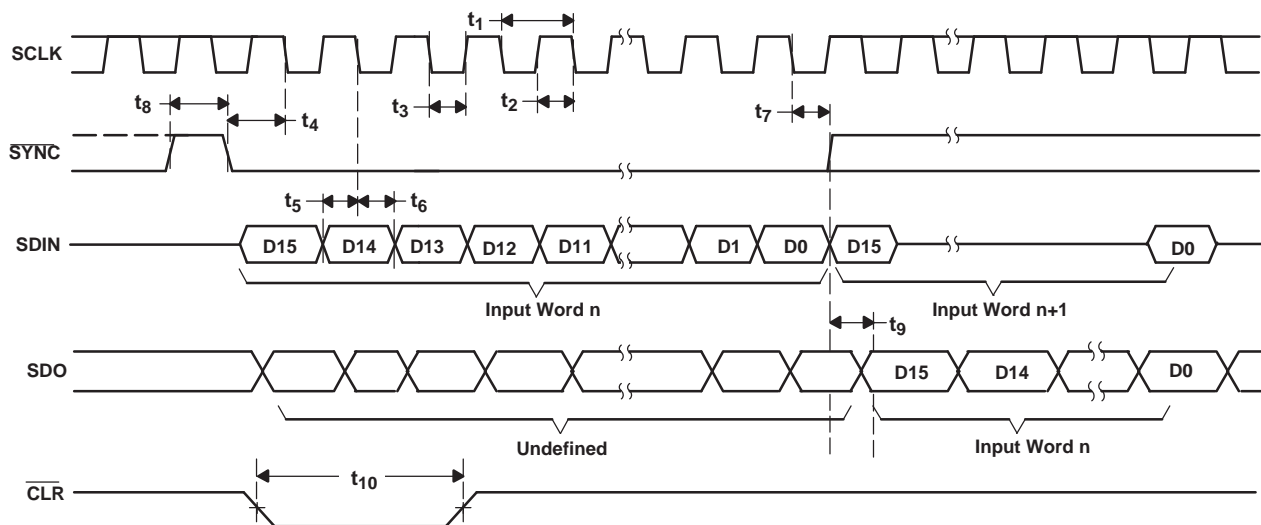 t1
SCLK
t8
t4
t3
t2
t7
SYNC
t5
t6
SDIN
D15
D14
D13
D12
D11
D1
D0
D15
D0
Input Word n
Input Word n+1
t9
SDO
D15
D14
D0
Undefined
Input Word n
t10
CLR